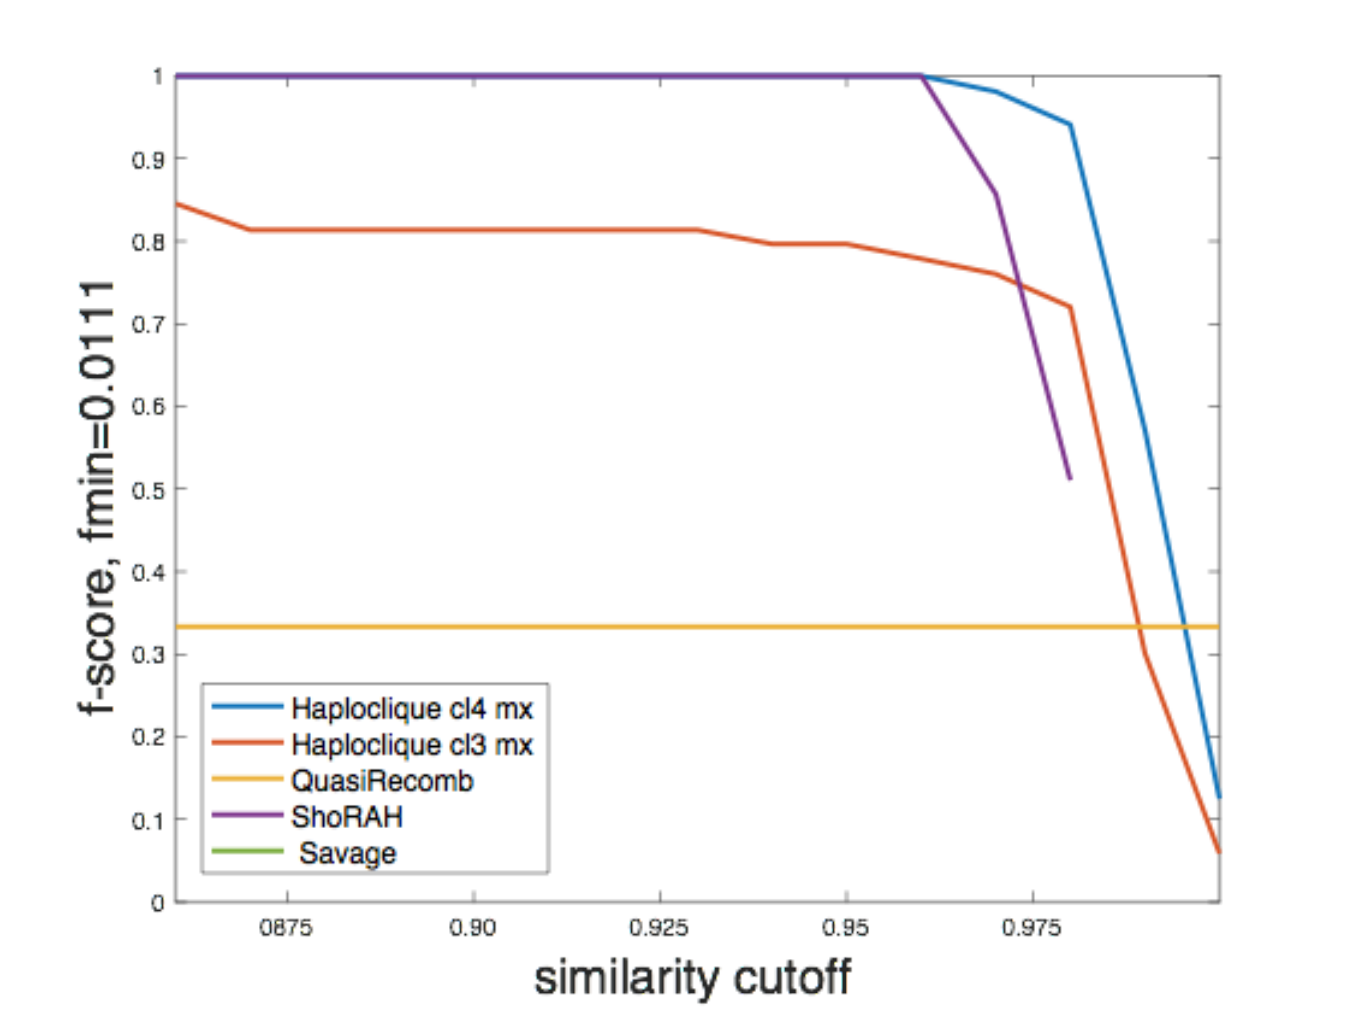 1
0.9
0.8
0.7
0.6
0.5
0.4
0.3
0.2
0.1
0
f-score, fmin=0.0111
Haploclique cl4 mx
Haploclique cl3 mx
QuasiRecomb
ShoRAH
Savage
0875 0.90 0.925 0.95 0.975
similarity cutoff